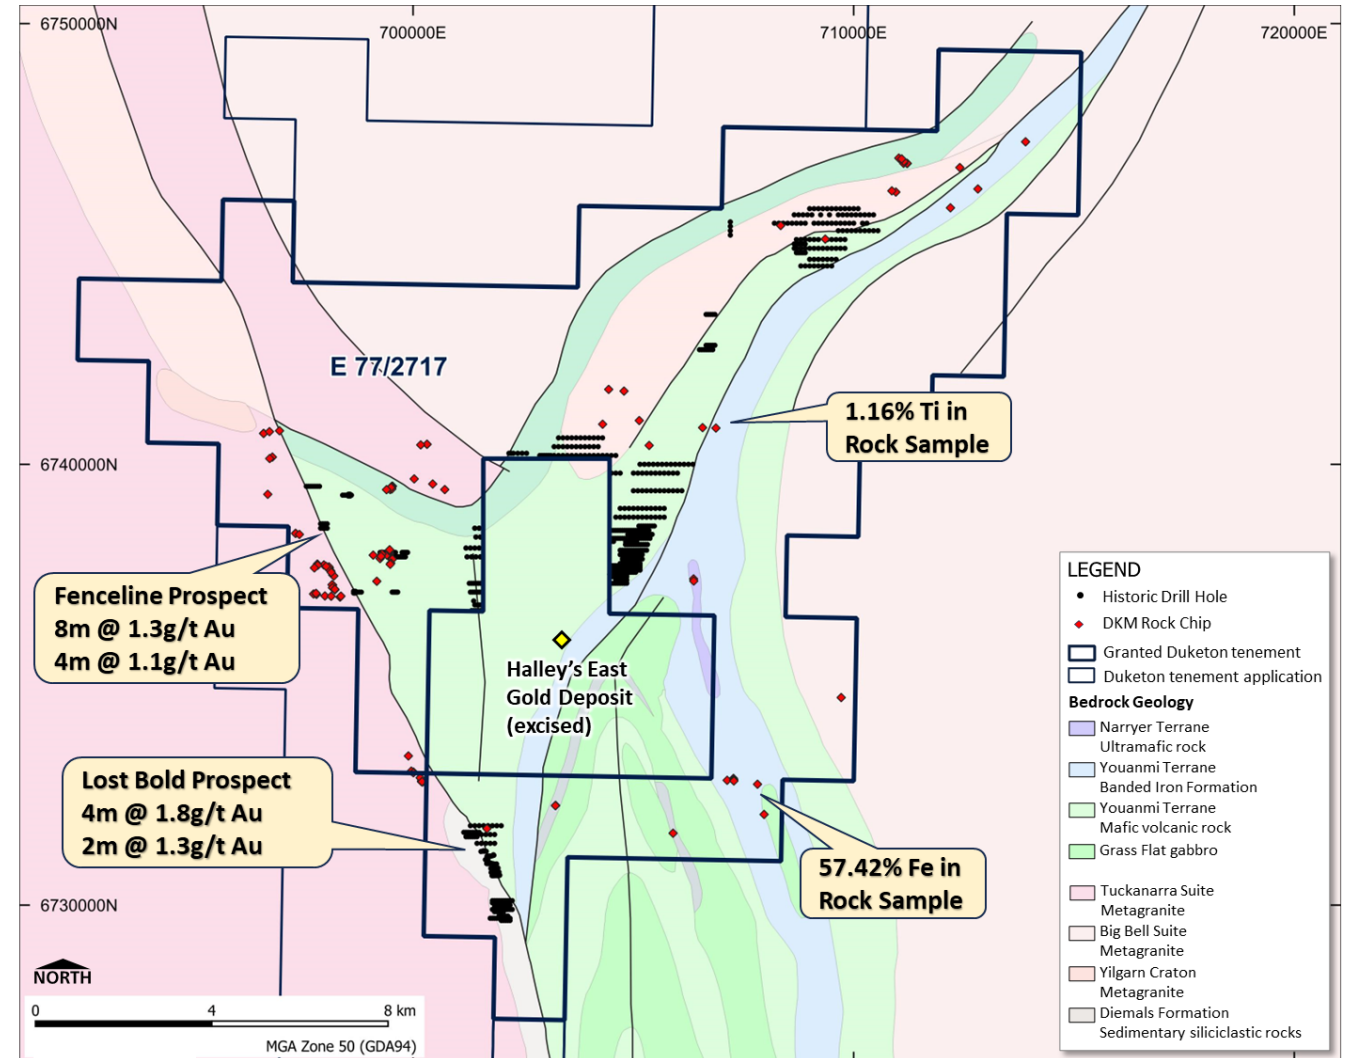 6750000N
700000E
710000E
720000E
E 77/2717
1.16% Ti in
Rock Sample
6740000N
Fenceline Prospect
8m @ 1.3g/t Au
4m @ 1.1g/t Au
Halley's East
Gold Deposit
(excised)
Lost Bold Prospect
4m @ 1.8g/t Au
2m @ 1.3g/t Au
57.42% Fe in
Rock Sample
6730000N
NORTH
0 4 8 km
MGA Zone 50 (GDA94)
LEGEND
Historic Drill Hole
DKM Rock Chip
Granted Duketon tenement
Duketon tenement application
Bedrock Geology
Narryer Terrane
Ultramafic rock
Youanmi Terrane
Banded Iron Formation
Youanmi Terrane
Mafic volcanic rock
Grass Flat gabbro
Tuckanarra Suite
Metagranite
Big Bell Suite
Metagranite
Yilgarn Craton
Metagranite
Diemals Formation
Sedimentary siliciclastic rocks